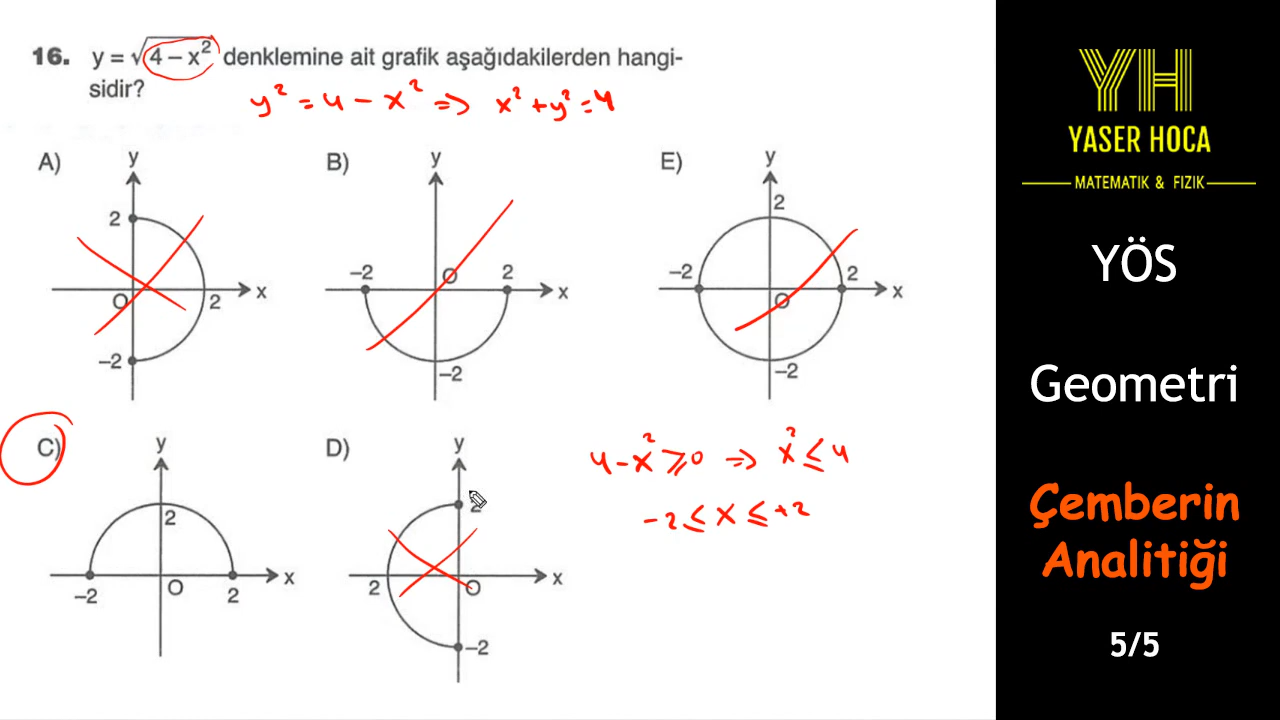 16. y = √4 – x² denklemine ait grafik aşağıdakilerden hangi-
sidir?
y² = 4 – x² ⇒ x² + y² = 4
A)
y
2
O
2
x
–2
B)
y
–2
O
2
x
–2
E)
y
2
–2
2
O
x
–2
C)
y
2
–2
O
2
x
D)
y
2
2
O
x
–2
4 – x² ⩾ 0 ⇒ x² ≤ 4
–2 ≤ x ≤ +2
YH
YASER HOCA
MATEMATIK & FIZIK
YÖS
Geometri
Çemberin
Analitiği
5/5